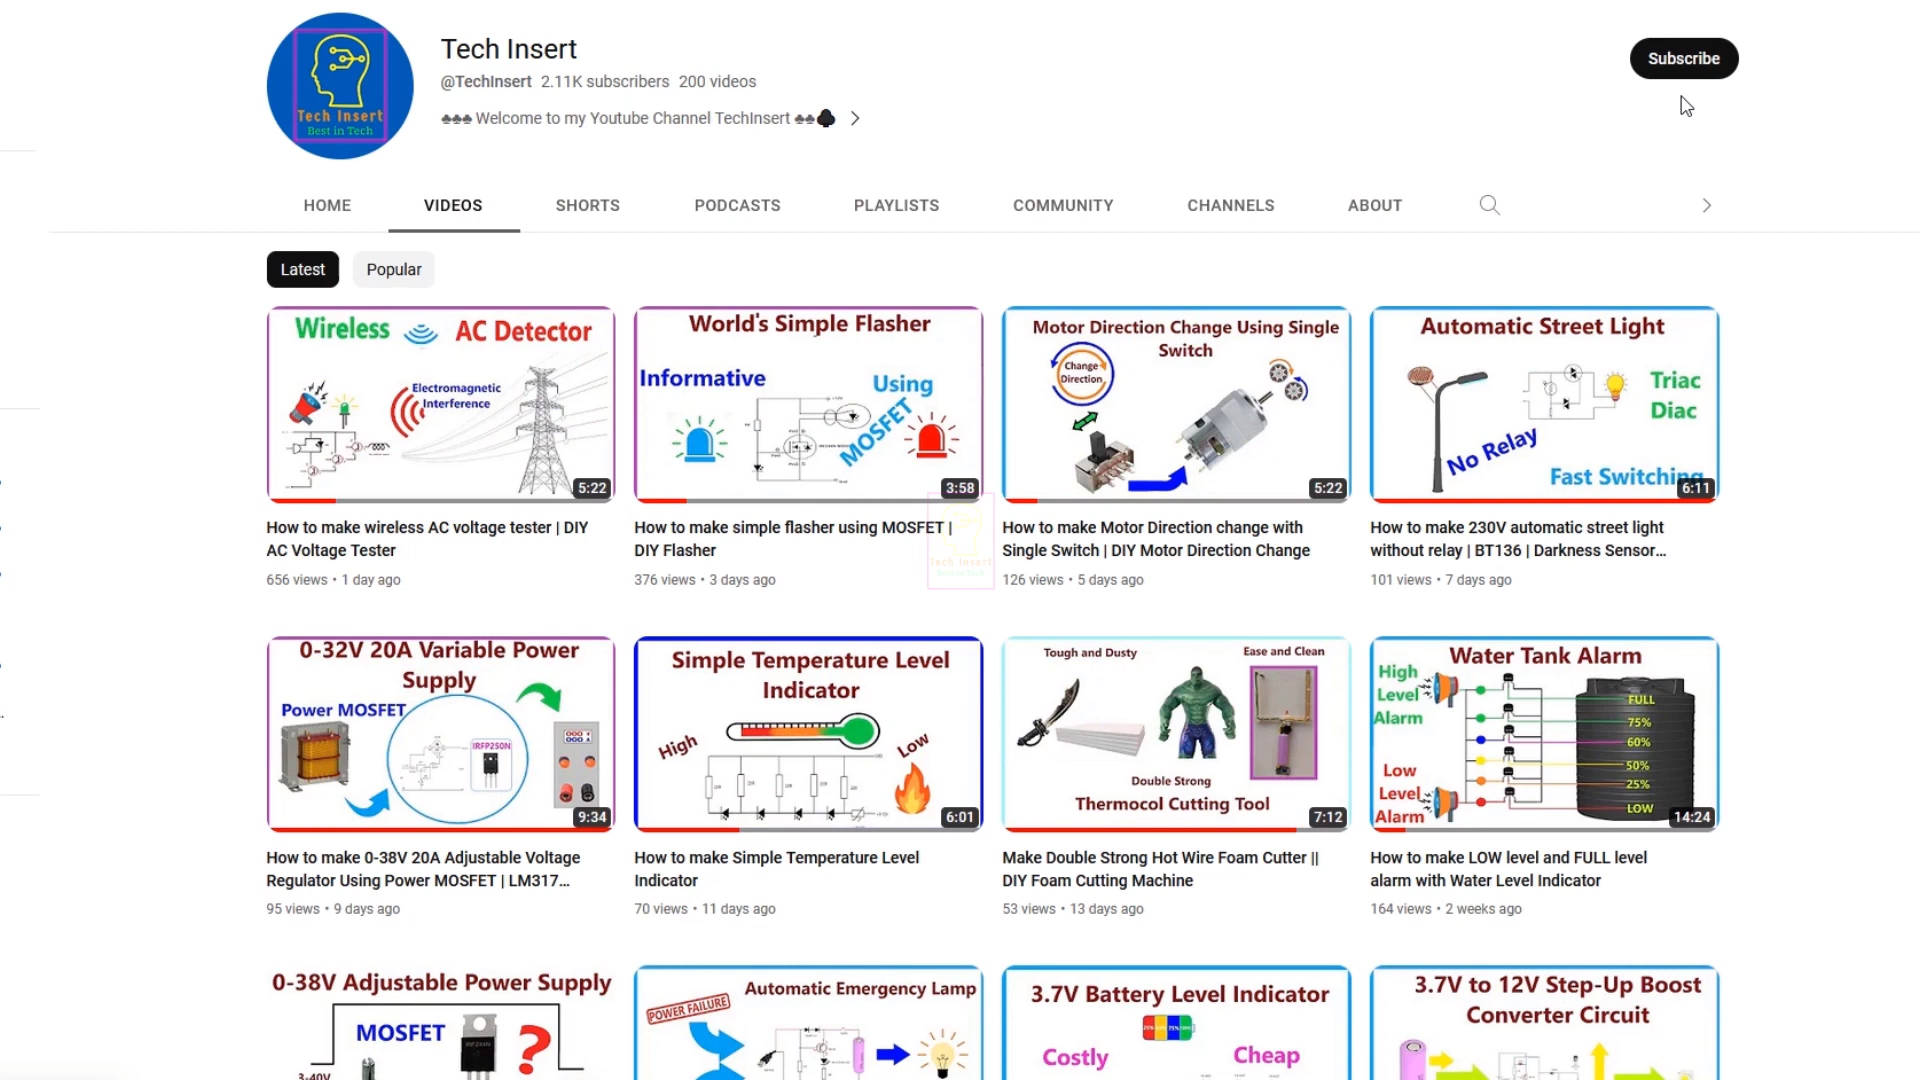 Tech Insert
Best in Tech
Tech Insert
@TechInsert 2.11K subscribers 200 videos
♣♣♣ Welcome to my Youtube Channel TechInsert ♣♣♣
Subscribe
HOME VIDEOS SHORTS PODCASTS PLAYLISTS COMMUNITY CHANNELS ABOUT
Latest Popular
Wireless AC Detector
Electromagnetic
Interference
5:22
How to make wireless AC voltage tester | DIY
AC Voltage Tester
656 views • 1 day ago
World's Simple Flasher
Informative
Using
MOSFET
3:58
How to make simple flasher using MOSFET |
DIY Flasher
376 views • 3 days ago
Motor Direction Change Using Single
Switch
Change
Direction
5:22
How to make Motor Direction change with
Single Switch | DIY Motor Direction Change
126 views • 5 days ago
Automatic Street Light
Triac
Diac
No Relay
Fast Switching
6:11
How to make 230V automatic street light
without relay | BT136 | Darkness Sensor...
101 views • 7 days ago
Tech Insert
Best in Tech
0-32V 20A Variable Power
Supply
Power MOSFET
IRFP250N
9:34
How to make 0-38V 20A Adjustable Voltage
Regulator Using Power MOSFET | LM317...
95 views • 9 days ago
Simple Temperature Level
Indicator
High
Low
6:01
How to make Simple Temperature Level
Indicator
70 views • 11 days ago
Tough and Dusty
Ease and Clean
Double Strong
Thermocol Cutting Tool
7:12
Make Double Strong Hot Wire Foam Cutter ||
DIY Foam Cutting Machine
53 views • 13 days ago
Water Tank Alarm
High
Level
Alarm
FULL
75%
60%
50%
25%
LOW
Low
Level
Alarm
14:24
How to make LOW level and FULL level
alarm with Water Level Indicator
164 views • 2 weeks ago
0-38V Adjustable Power Supply
MOSFET
?
3-40V
POWER FAILURE
Automatic Emergency Lamp
3.7V Battery Level Indicator
Costly
Cheap
3.7V to 12V Step-Up Boost
Converter Circuit